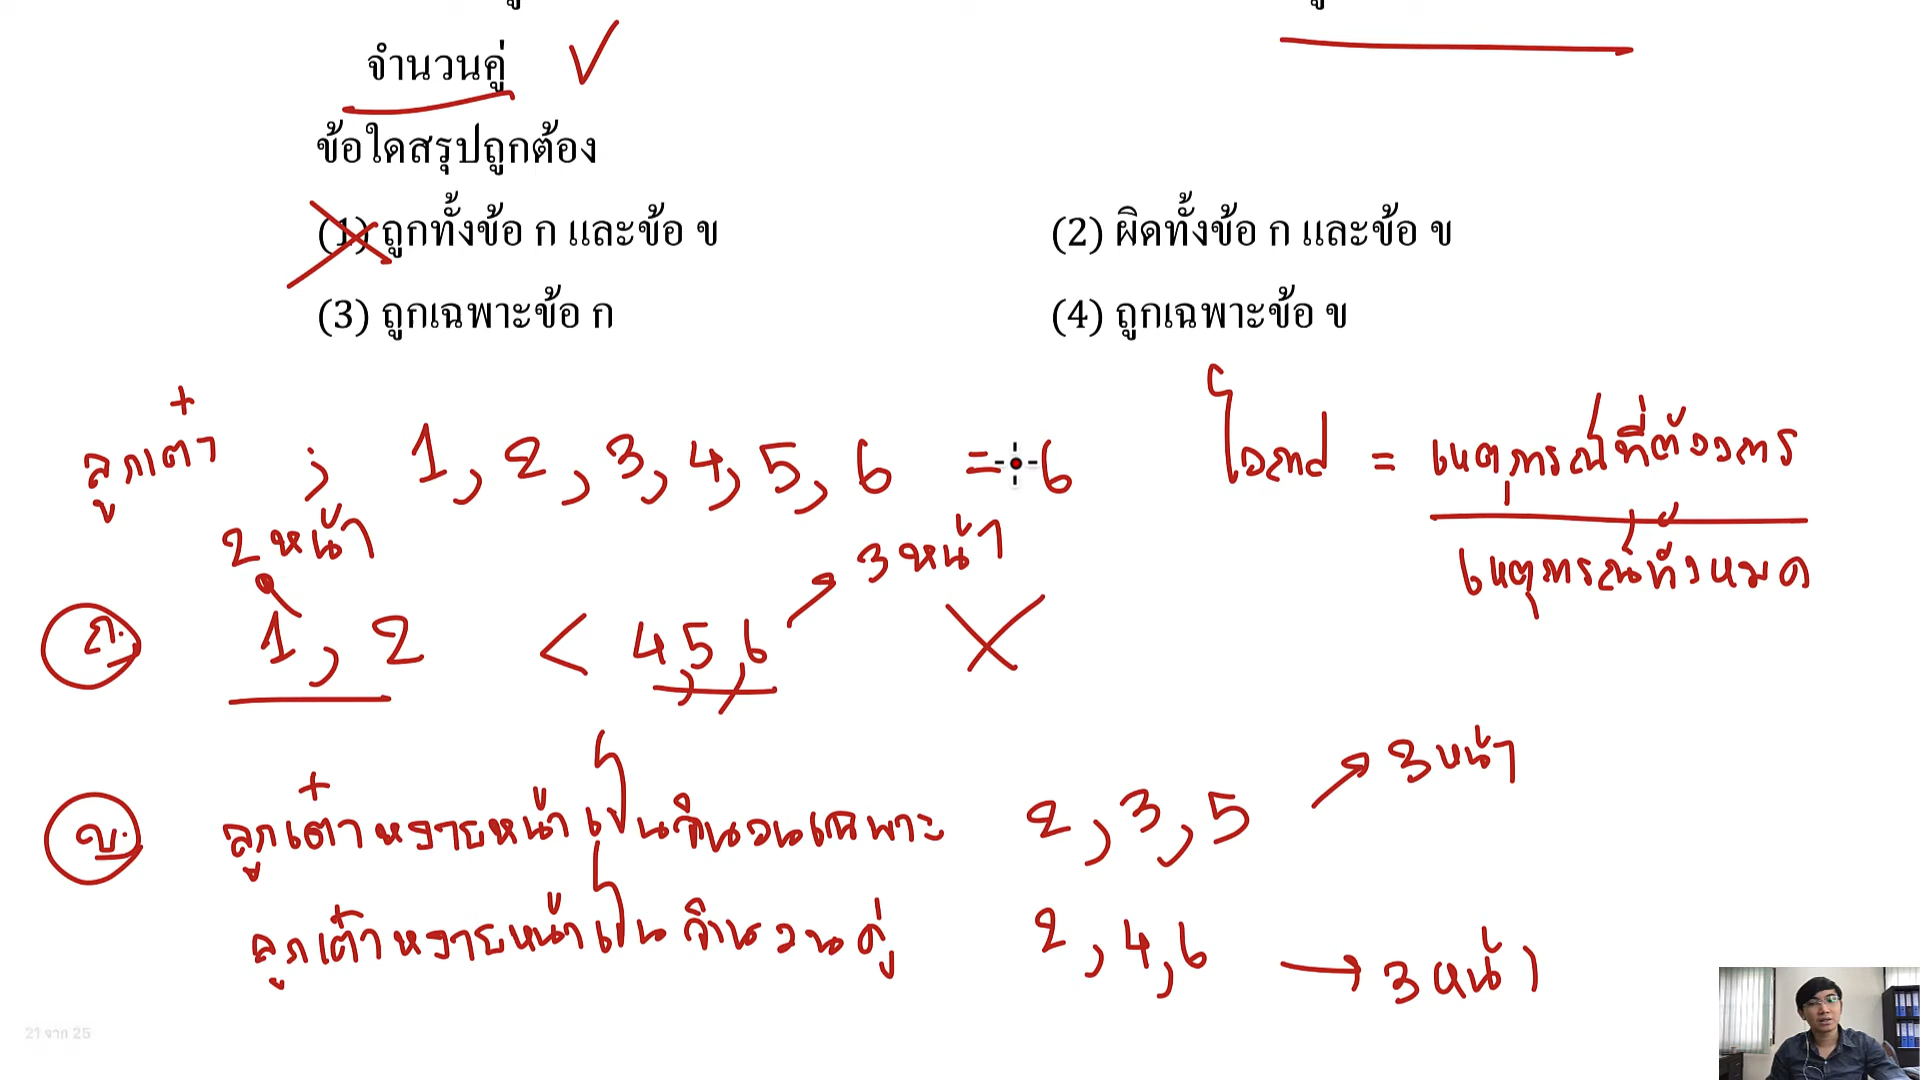 จำนวนคู่
ข้อใดสรุปถูกต้อง
(1) ถูกทั้งข้อ ก และข้อ ข (2) ผิดทั้งข้อ ก และข้อ ข
(3) ถูกเฉพาะข้อ ก (4) ถูกเฉพาะข้อ ข
ลูกเต๋า ; 1, 2, 3, 4, 5, 6 = 6
โอกาส = เหตุการณ์ที่ต้องการ
เหตุการณ์ทั้งหมด
2 หน้า 3 หน้า
ก. 1, 2 < 4,5,6
ข. ลูกเต๋าหงายหน้าเป็นจำนวนเฉพาะ 2, 3, 5 → 3 หน้า
ลูกเต๋าหงายหน้าเป็นจำนวนคู่ 2, 4, 6 → 3 หน้า
21 จาก 25